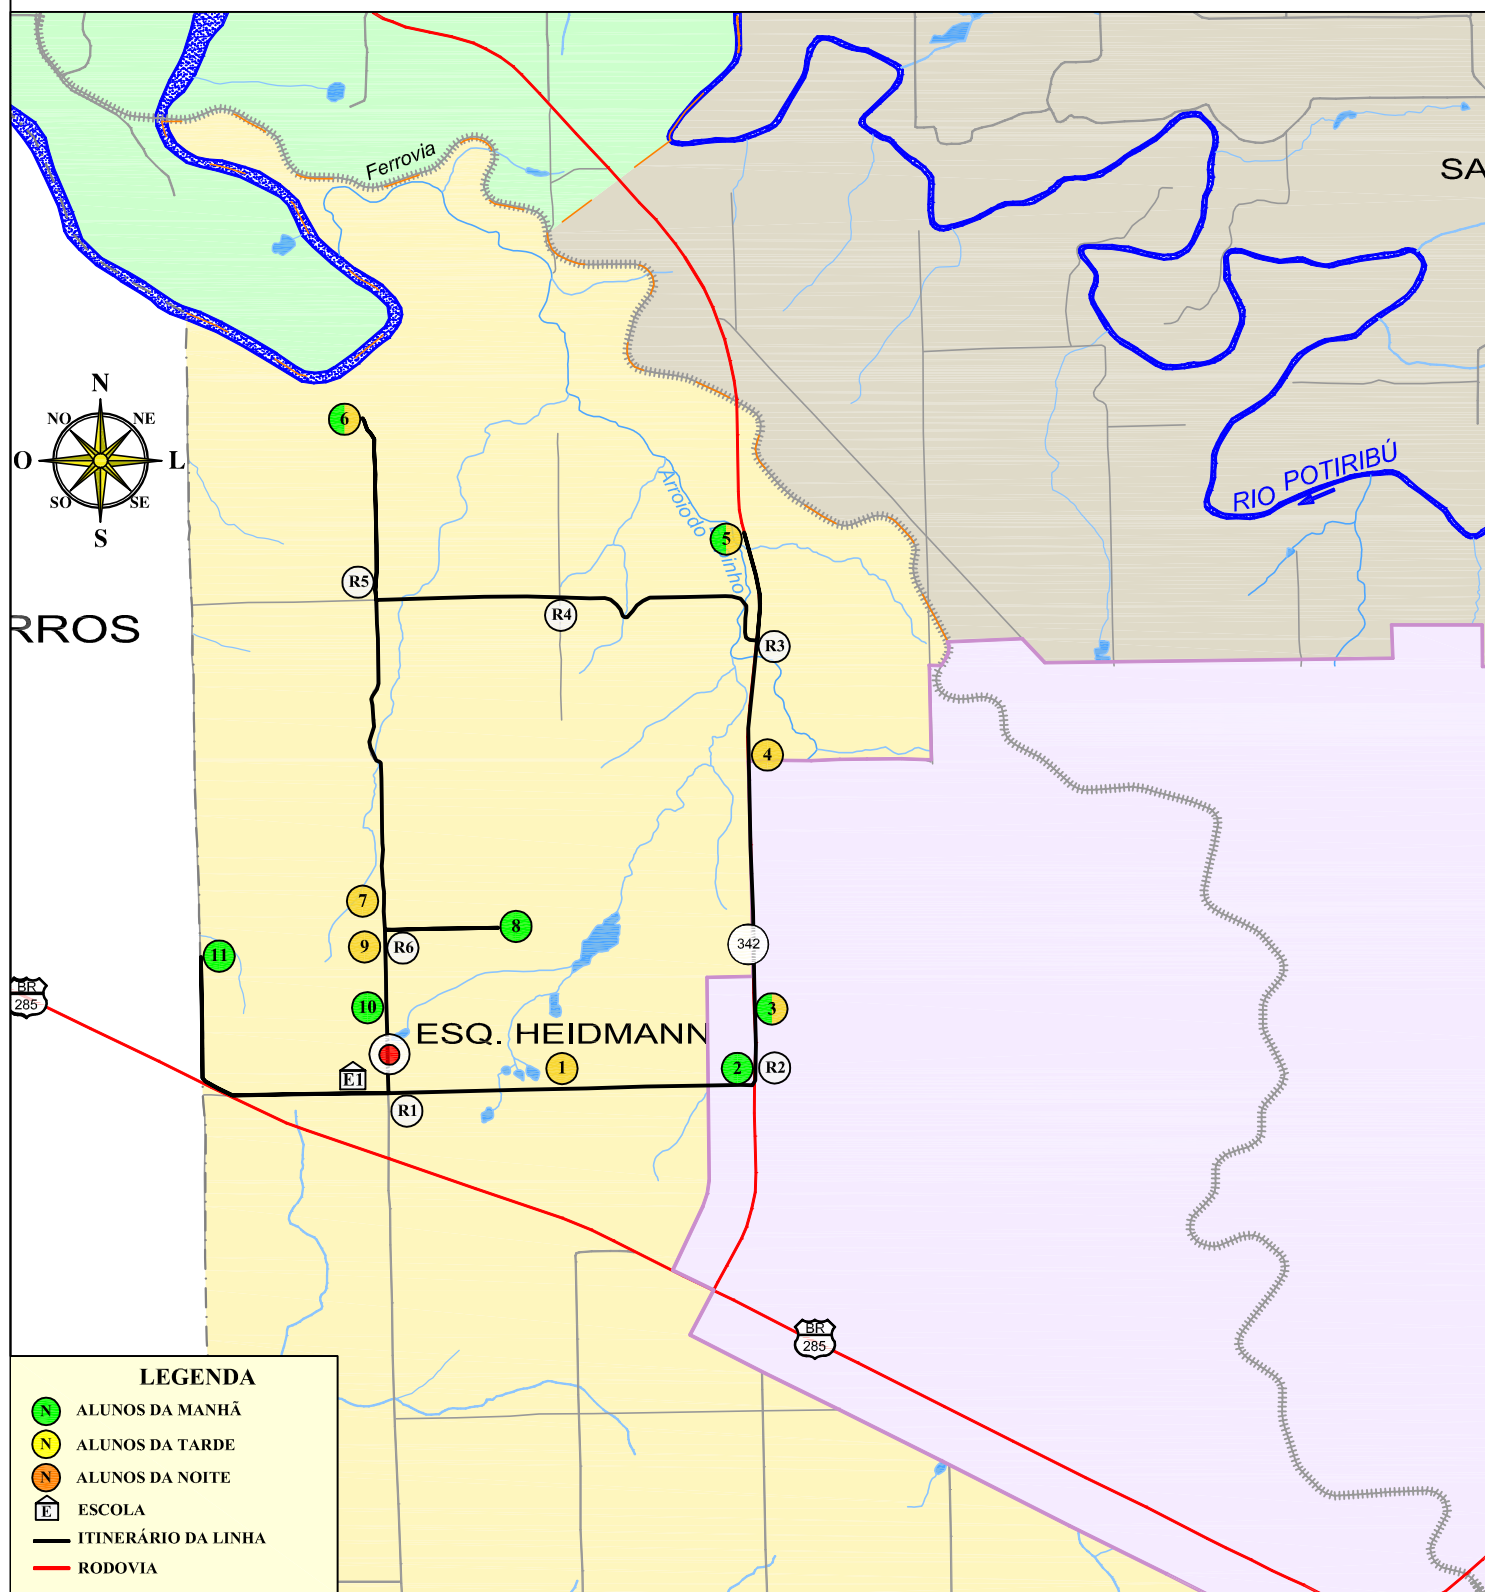 Ferrovia
SA
N
NO
NE
O
L
SO
SE
S
6
RIO POTIRIBÚ
Arroio do
inho
5
R5
R4
RROS
R3
4
7
8
9
R6
342
11
BR
285
10
3
ESQ. HEIDMANN
E1
1
2
R2
R1
BR
285
LEGENDA
N ALUNOS DA MANHÃ
N ALUNOS DA TARDE
N ALUNOS DA NOITE
E ESCOLA
ITINERÁRIO DA LINHA
RODOVIA